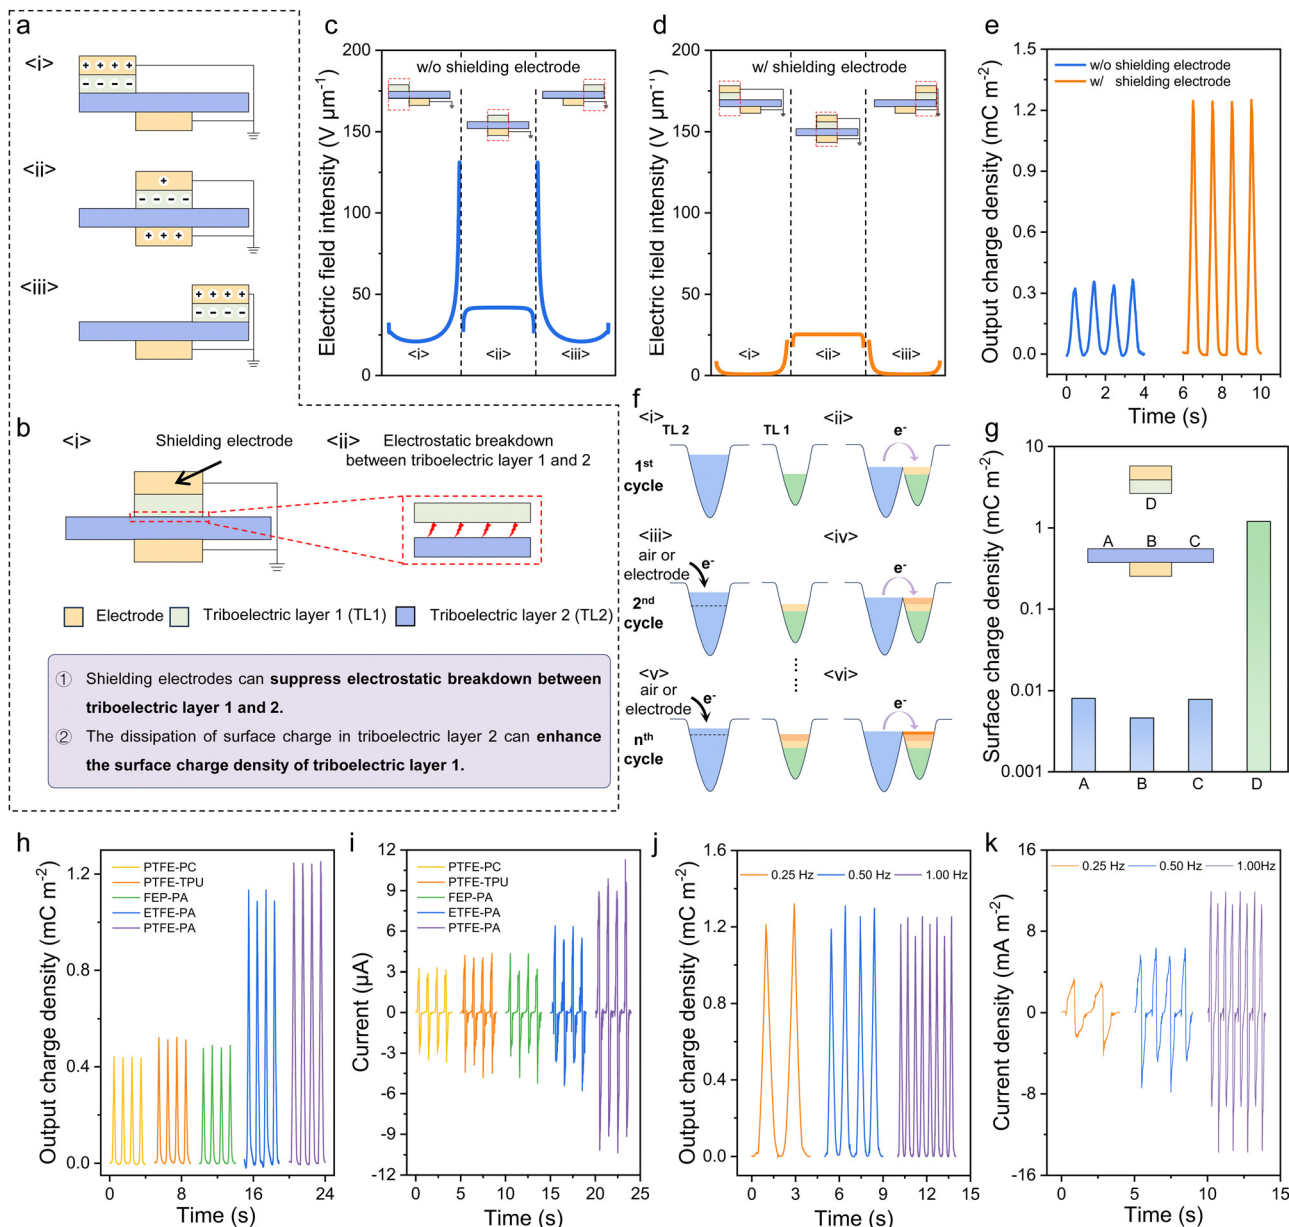 a
<i>
+ + + +
- - - -
<ii>
+
- - - -
+ + +
<iii>
+ + + +
- - - -
b
<i>
Shielding electrode
<ii>
Electrostatic breakdown
between triboelectric layer 1 and 2
Electrode
Triboelectric layer 1 (TL1)
Triboelectric layer 2 (TL2)
① Shielding electrodes can suppress electrostatic breakdown between
triboelectric layer 1 and 2.
② The dissipation of surface charge in triboelectric layer 2 can enhance
the surface charge density of triboelectric layer 1.
c
Electric field intensity (V μm⁻¹)
200
150
100
50
0
w/o shielding electrode
<i>
<ii>
<iii>
d
Electric field intensity (V μm⁻¹)
200
150
100
50
0
w/ shielding electrode
<i>
<ii>
<iii>
e
Output charge density (mC m⁻²)
1.5
1.2
0.9
0.6
0.3
0.0
w/o shielding electrode
w/ shielding electrode
0 2 4 6 8 10
Time (s)
f
<i>
TL 2
TL 1
<ii>
e⁻
1ˢᵗ
cycle
<iii>
air or
electrode
e⁻
<iv>
e⁻
2ⁿᵈ
cycle
<v>
air or
electrode
e⁻
<vi>
e⁻
nᵗʰ
cycle
g
Surface charge density (mC m⁻²)
10
1
0.1
0.01
0.001
D
A B C
A B C D
h
Output charge density (mC m⁻²)
1.2
0.8
0.4
0.0
PTFE-PC
PTFE-TPU
FEP-PA
ETFE-PA
PTFE-PA
0 8 16 24
Time (s)
i
Current (μA)
12
9
6
3
0
-3
-6
-9
-12
PTFE-PC
PTFE-TPU
FEP-PA
ETFE-PA
PTFE-PA
0 5 10 15 20 25
Time (s)
j
Output charge density (mC m⁻²)
1.6
1.2
0.8
0.4
0.0
0.25 Hz 0.50 Hz 1.00 Hz
0 3 6 9 12 15
Time (s)
k
Current density (mA m⁻²)
16
8
0
-8
-16
0.25 Hz 0.50 Hz 1.00Hz
0 5 10 15
Time (s)